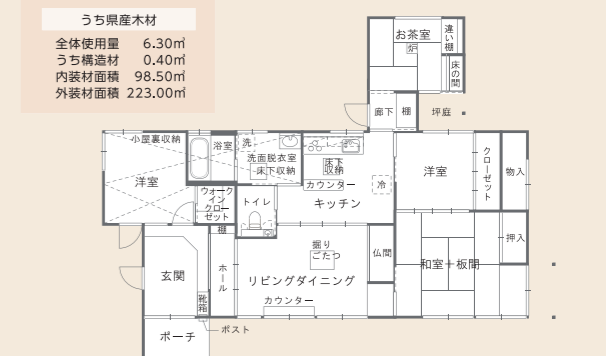 うち県産木材
全体使用量 6.30㎥
うち構造材 0.40㎥
内装材面積 98.50㎡
外装材面積 223.00㎡
お茶室
炉
違い棚
床の間
廊下
棚
坪庭
小屋裏収納
洋室
浴室
洗
洗面脱衣室
床下収納
床下
収納
カウンター
キッチン
冷
洋室
クローゼット
物入
ウォーク
イン
クロー
ゼット
トイレ
棚
ホール
掘り
ごたつ
リビングダイニング
カウンター
仏間
和室＋板間
押入
玄関
靴箱
ポスト
ポーチ